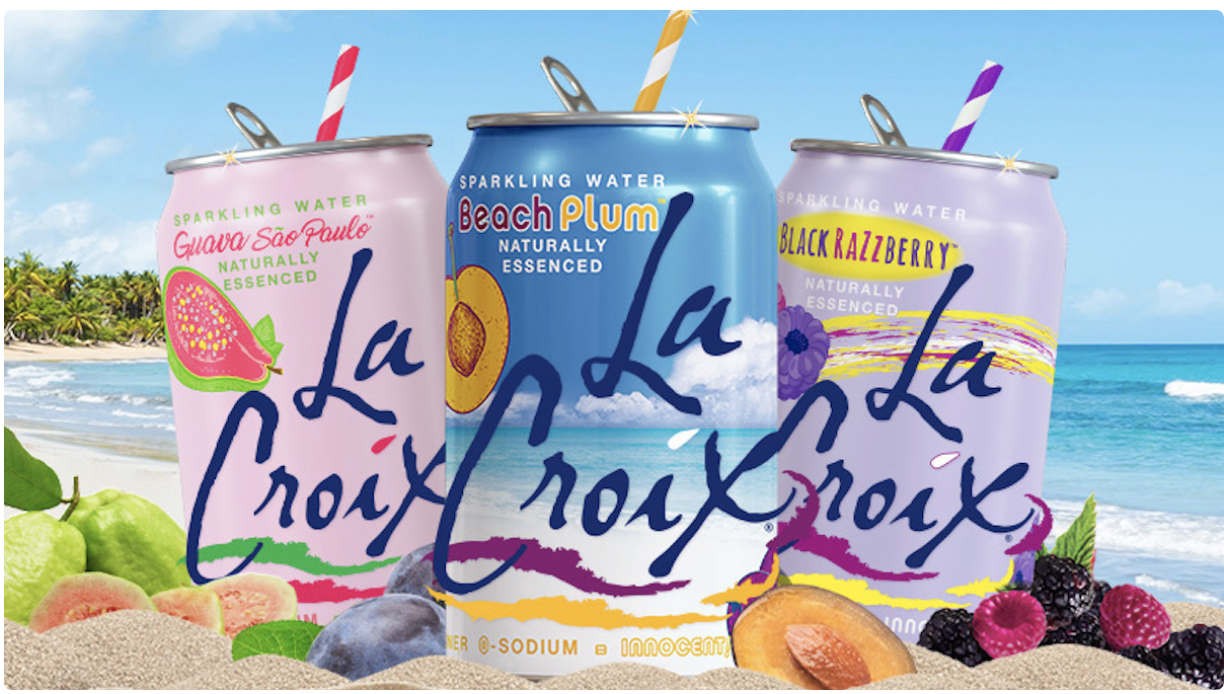 SPARKLING WATER
Guava São Paulo™
NATURALLY
ESSENCED
La
Croix
SPARKLING WATER
Beach Plum™
NATURALLY
ESSENCED
La
Croix®
0-SODIUM = INNOCENT
SPARKLING WATER
BLACK RAZZBERRY™
NATURALLY
ESSENCED
La
Croix®